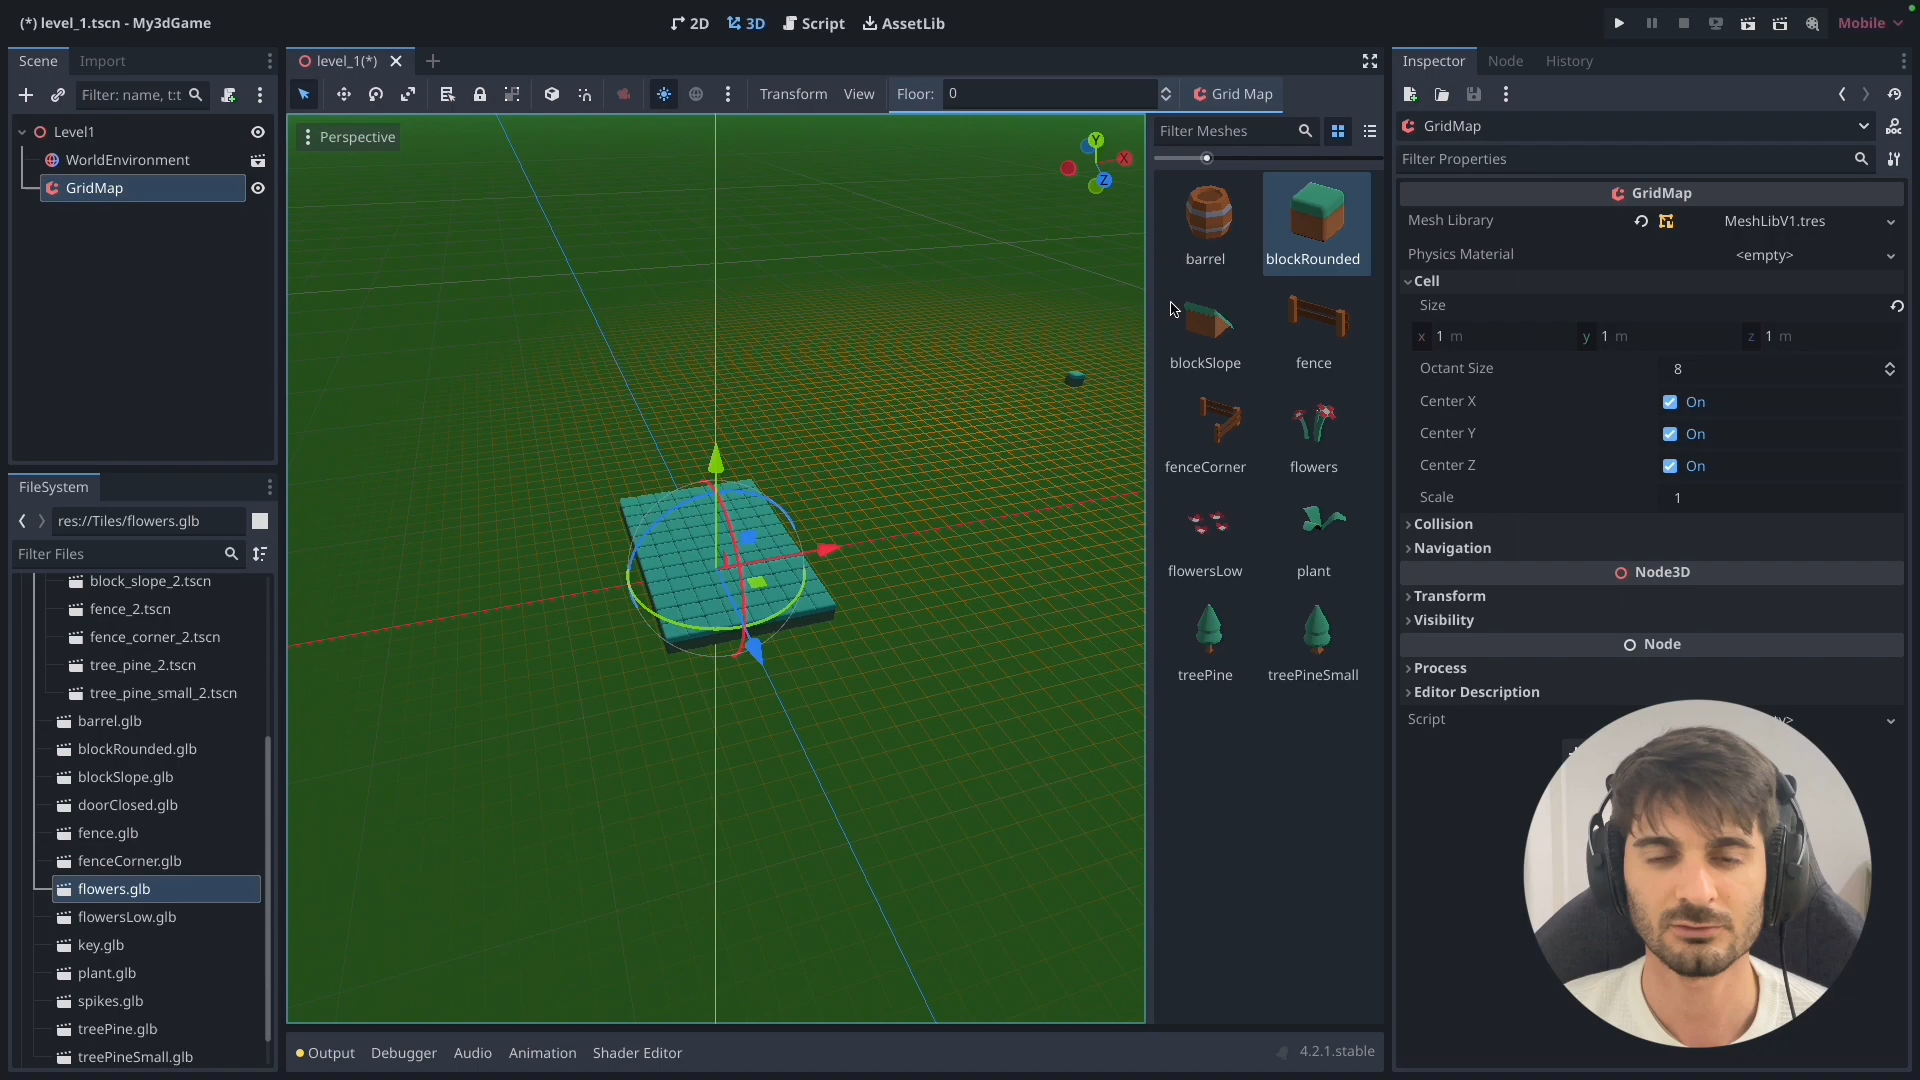 (*) level_1.tscn - My3dGame
2D
3D
Script
AssetLib
Mobile
Scene
Import
Filter: name, t:t
Level1
WorldEnvironment
GridMap
FileSystem
res://Tiles/flowers.glb
Filter Files
block_slope_2.tscn
fence_2.tscn
fence_corner_2.tscn
tree_pine_2.tscn
tree_pine_small_2.tscn
barrel.glb
blockRounded.glb
blockSlope.glb
doorClosed.glb
fence.glb
fenceCorner.glb
flowers.glb
flowersLow.glb
key.glb
plant.glb
spikes.glb
treePine.glb
treePineSmall.glb
level_1(*)
Transform
View
Floor:
0
Grid Map
Perspective
Y
X
Z
Filter Meshes
barrel
blockRounded
blockSlope
fence
fenceCorner
flowers
flowersLow
plant
treePine
treePineSmall
Output
Debugger
Audio
Animation
Shader Editor
4.2.1.stable
Inspector
Node
History
GridMap
DOC
Filter Properties
GridMap
Mesh Library
MeshLibV1.tres
Physics Material
<empty>
Cell
Size
x 1 m
y 1 m
z 1 m
Octant Size
8
Center X
On
Center Y
On
Center Z
On
Scale
1
Collision
Navigation
Node3D
Transform
Visibility
Node
Process
Editor Description
Script